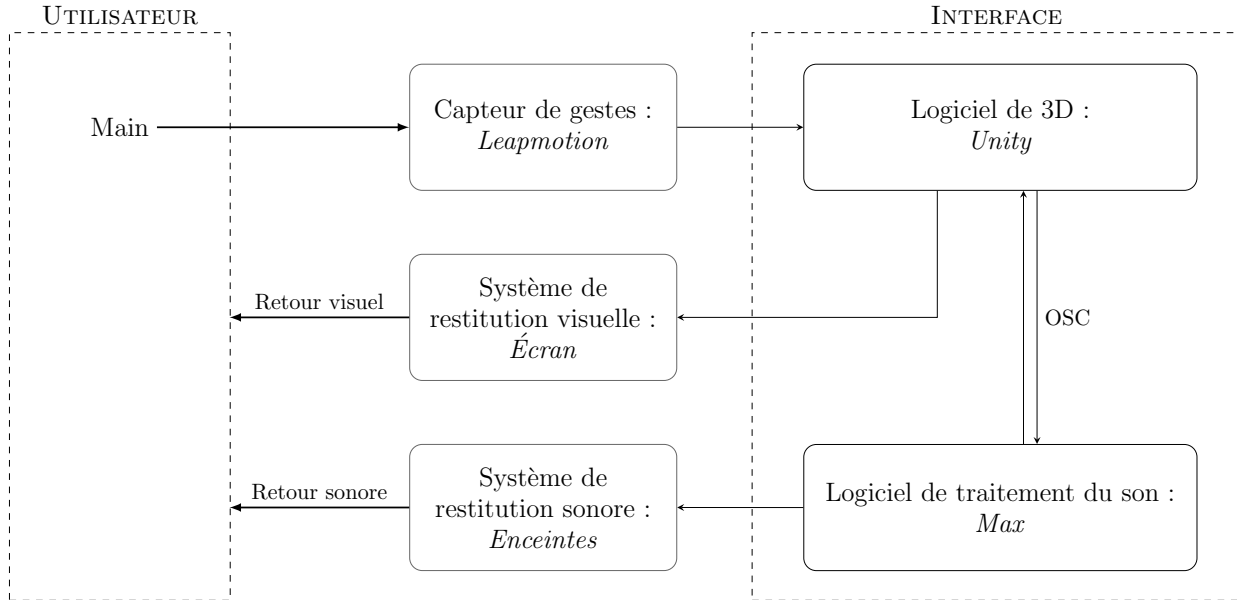 UTILISATEUR
INTERFACE
Main
Capteur de gestes :
Leapmotion
Logiciel de 3D :
Unity
Retour visuel
Système de
restitution visuelle :
Écran
OSC
Retour sonore
Système de
restitution sonore :
Enceintes
Logiciel de traitement du son :
Max